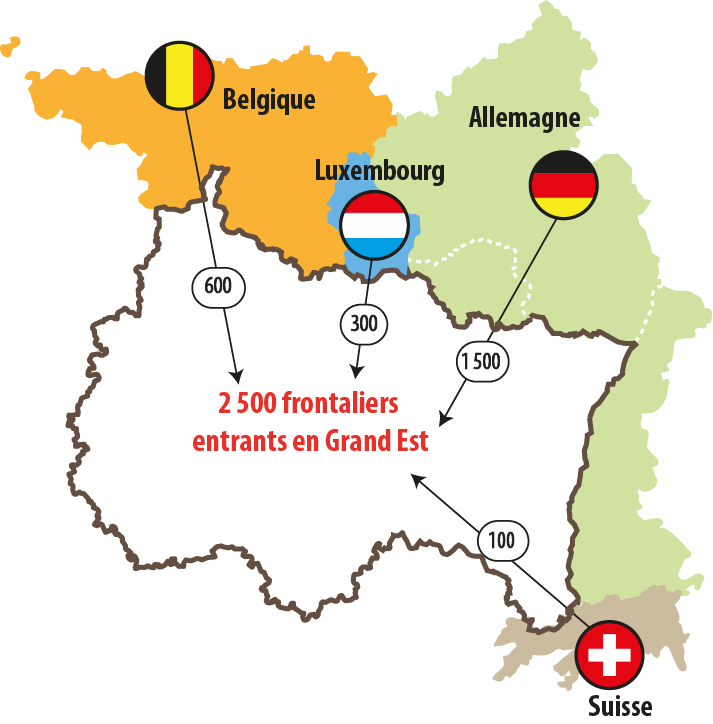 Belgique
Allemagne
Luxembourg
600
300
1 500
2 500 frontaliers
entrants en Grand Est
100
Suisse